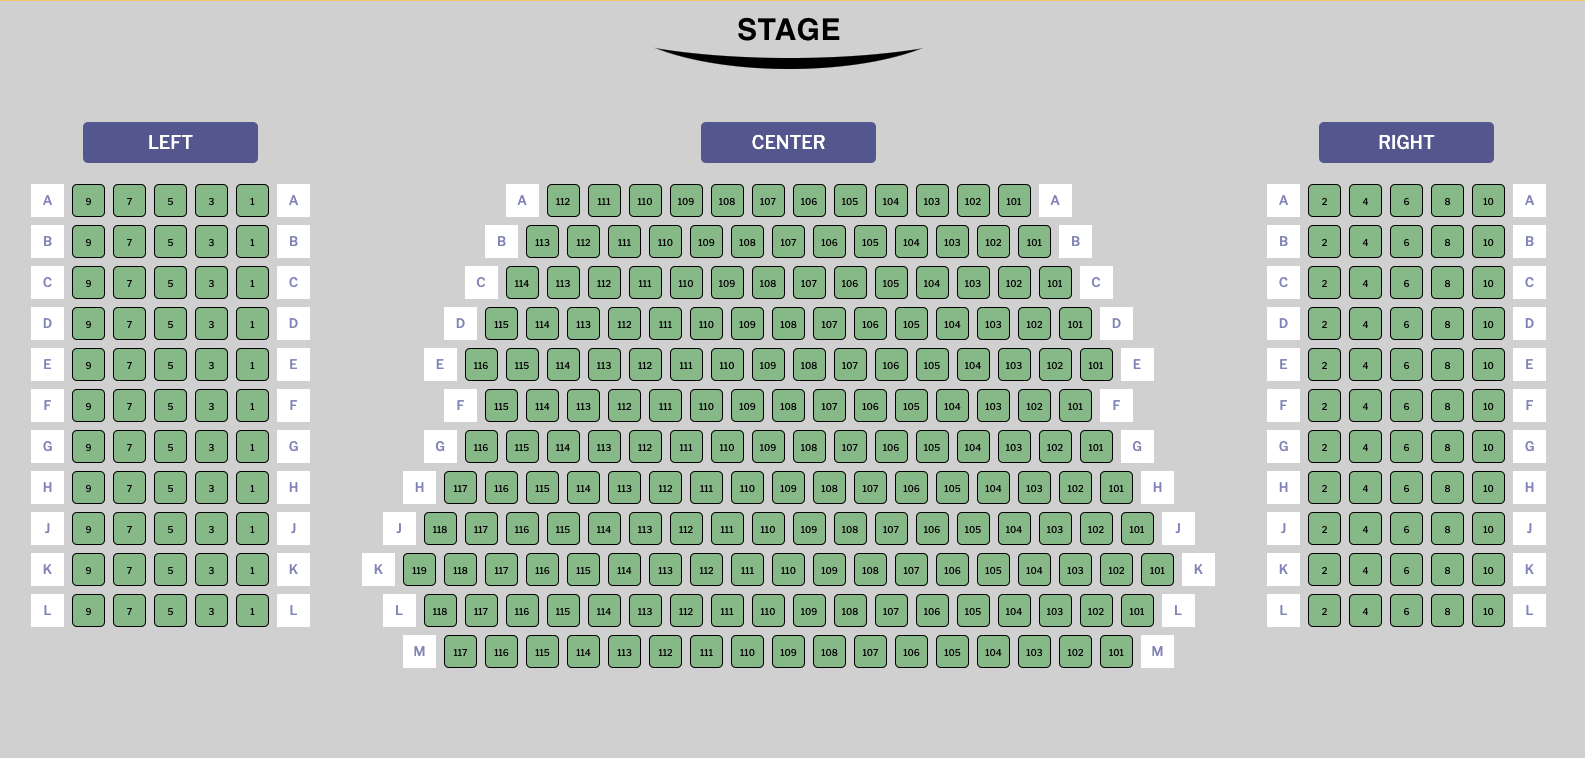 STAGE
LEFT CENTER RIGHT
A 9 7 5 3 1 A A 112 111 110 109 108 107 106 105 104 103 102 101 A A 2 4 6 8 10 A
B 9 7 5 3 1 B B 113 112 111 110 109 108 107 106 105 104 103 102 101 B B 2 4 6 8 10 B
C 9 7 5 3 1 C C 114 113 112 111 110 109 108 107 106 105 104 103 102 101 C C 2 4 6 8 10 C
D 9 7 5 3 1 D D 115 114 113 112 111 110 109 108 107 106 105 104 103 102 101 D D 2 4 6 8 10 D
E 9 7 5 3 1 E E 116 115 114 113 112 111 110 109 108 107 106 105 104 103 102 101 E E 2 4 6 8 10 E
F 9 7 5 3 1 F F 115 114 113 112 111 110 109 108 107 106 105 104 103 102 101 F F 2 4 6 8 10 F
G 9 7 5 3 1 G G 116 115 114 113 112 111 110 109 108 107 106 105 104 103 102 101 G G 2 4 6 8 10 G
H 9 7 5 3 1 H H 117 116 115 114 113 112 111 110 109 108 107 106 105 104 103 102 101 H H 2 4 6 8 10 H
J 9 7 5 3 1 J J 118 117 116 115 114 113 112 111 110 109 108 107 106 105 104 103 102 101 J J 2 4 6 8 10 J
K 9 7 5 3 1 K K 119 118 117 116 115 114 113 112 111 110 109 108 107 106 105 104 103 102 101 K K 2 4 6 8 10 K
L 9 7 5 3 1 L L 118 117 116 115 114 113 112 111 110 109 108 107 106 105 104 103 102 101 L L 2 4 6 8 10 L
M 117 116 115 114 113 112 111 110 109 108 107 106 105 104 103 102 101 M